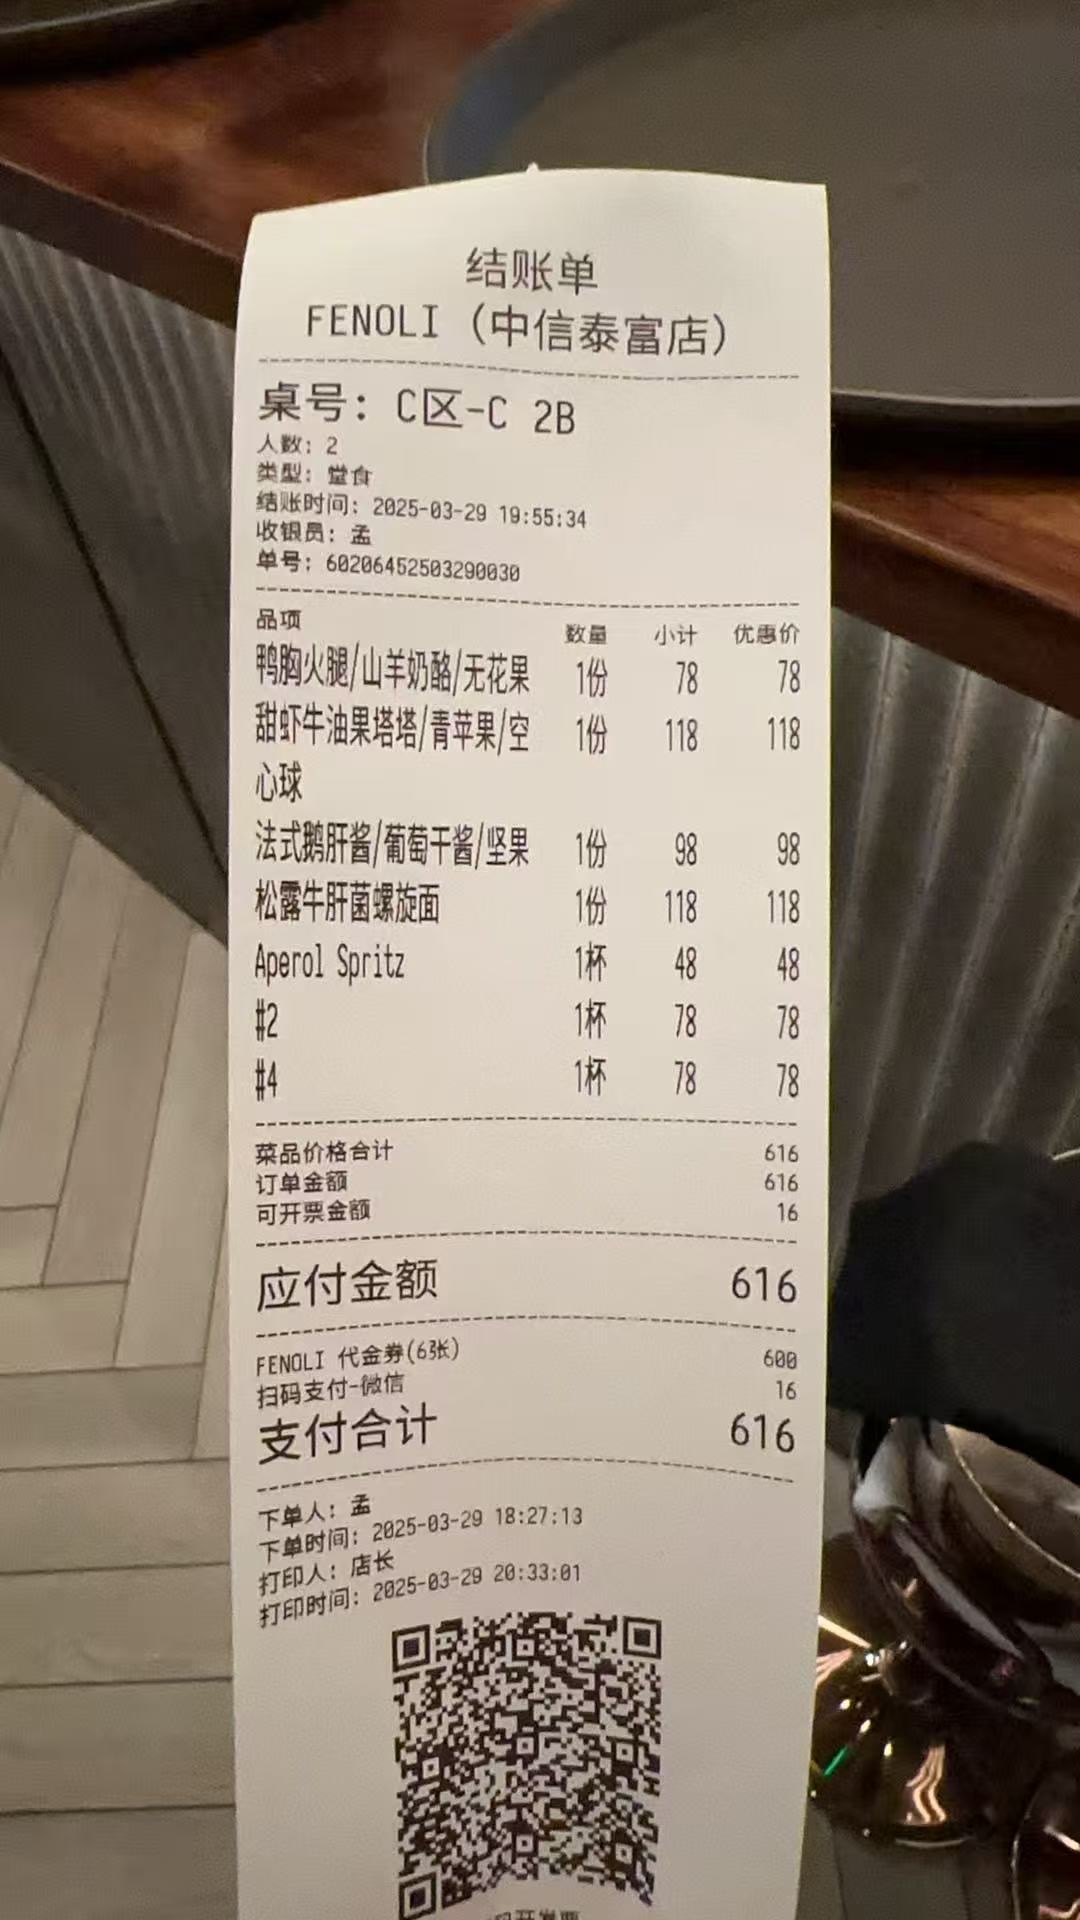 结账单
FENOLI（中信泰富店）
桌号：C区-C 2B
人数：2
类型：堂食
结账时间：2025-03-29 19:55:34
收银员：孟
单号：60206452503290030
品项 数量 小计 优惠价
鸭胸火腿/山羊奶酪/无花果 1份 78 78
甜虾牛油果塔塔/青苹果/空 1份 118 118
心球
法式鹅肝酱/葡萄干酱/坚果 1份 98 98
松露牛肝菌螺旋面 1份 118 118
Aperol Spritz 1杯 48 48
#2 1杯 78 78
#4 1杯 78 78
菜品价格合计 616
订单金额 616
可开票金额 16
应付金额 616
FENOLI 代金券(6张) 600
扫码支付-微信 16
支付合计 616
下单人：孟
下单时间：2025-03-29 18:27:13
打印人：店长
打印时间：2025-03-29 20:33:01
开发票